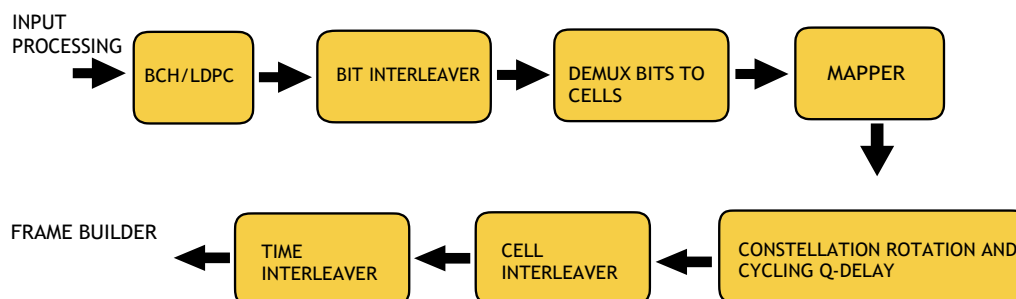 INPUT
PROCESSING
BCH/LDPC
BIT INTERLEAVER
DEMUX BITS TO
CELLS
MAPPER
FRAME BUILDER
TIME
INTERLEAVER
CELL
INTERLEAVER
CONSTELLATION ROTATION AND
CYCLING Q-DELAY